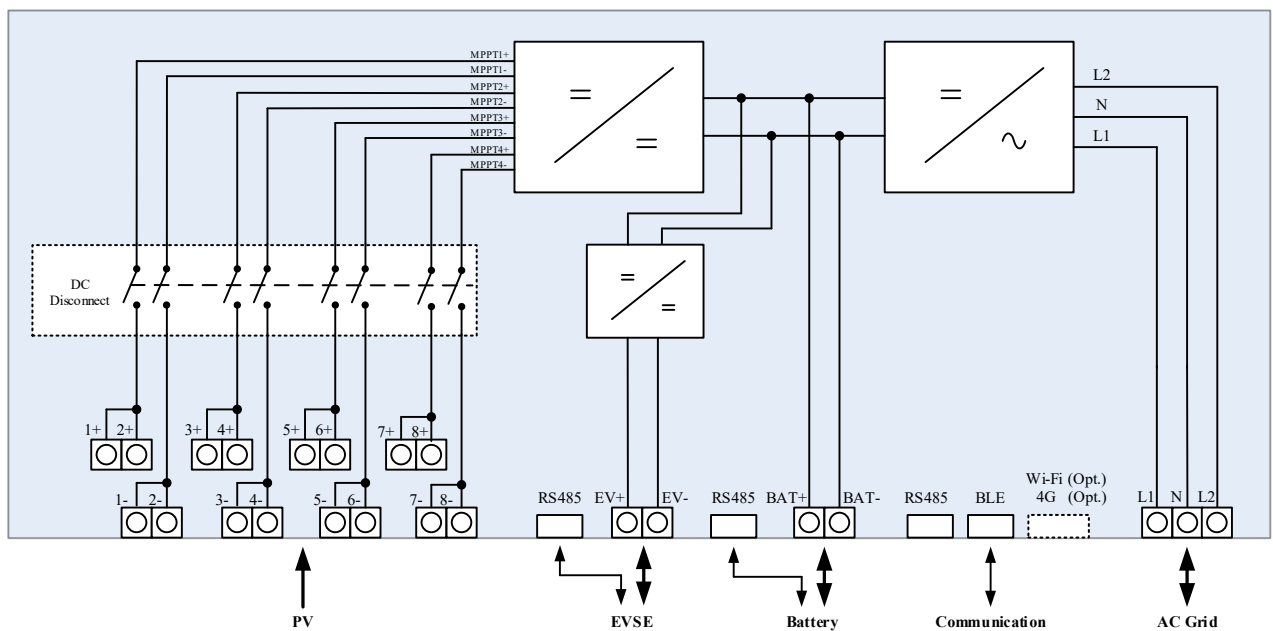 MPPT1+
MPPT1-
MPPT2+
MPPT2-
MPPT3+
MPPT3-
MPPT4+
MPPT4-
L2
N
L1
DC
Disconnect
1+ 2+ 3+ 4+ 5+ 6+ 7+ 8+
1- 2- 3- 4- 5- 6- 7- 8-
RS485 EV+ EV- RS485 BAT+ BAT- RS485 BLE
Wi-Fi (Opt.)
4G (Opt.)
L1 N L2
PV EVSE Battery Communication AC Grid